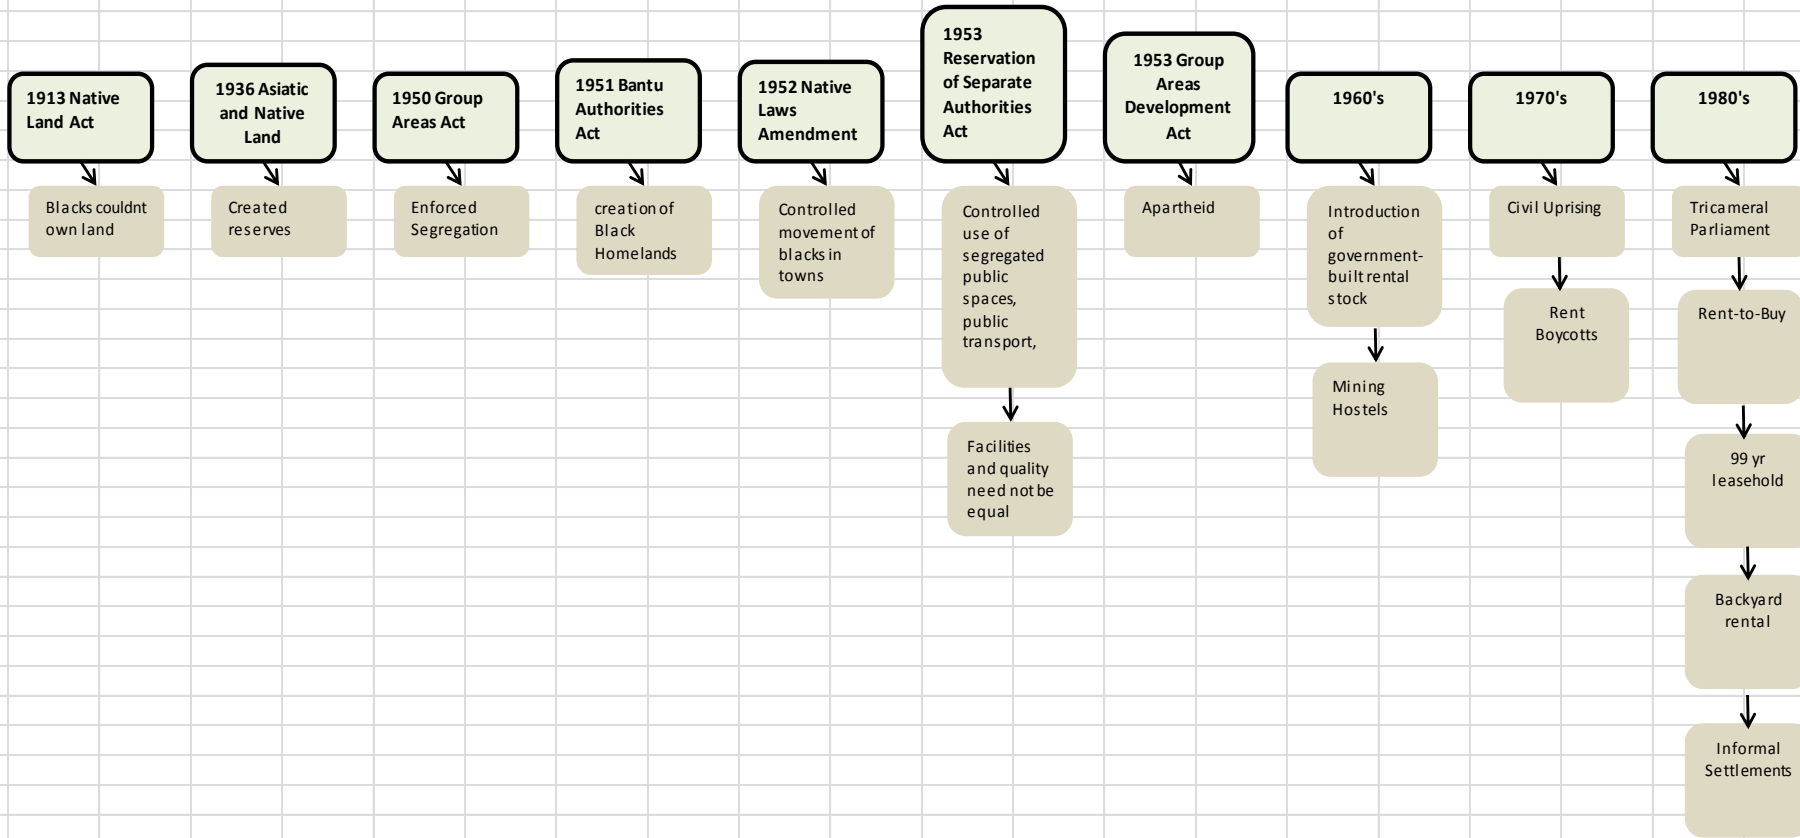 1913 Native
Land Act
Blacks couldnt
own land
1936 Asiatic
and Native
Land
Created
reserves
1950 Group
Areas Act
Enforced
Segregation
1951 Bantu
Authorities
Act
creation of
Black
Homelands
1952 Native
Laws
Amendment
Controlled
movement of
blacks in
towns
1953
Reservation
of Separate
Authorities
Act
Controlled
use of
segregated
public
spaces,
public
transport,
Facilities
and quality
need not be
equal
1953 Group
Areas
Development
Act
Apartheid
1960's
Introduction
of
government-
built rental
stock
Mining
Hostels
1970's
Civil Uprising
Rent
Boycotts
1980's
Tricameral
Parliament
Rent-to-Buy
99 yr
leasehold
Backyard
rental
Informal
Settlements